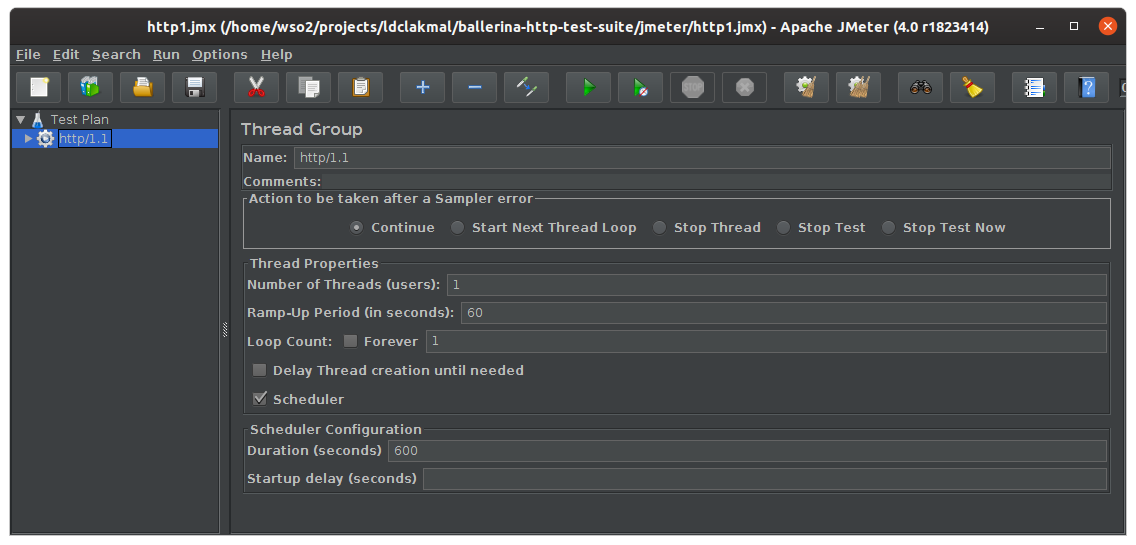 http1.jmx (/home/wso2/projects/ldclakmal/ballerina-http-test-suite/jmeter/http1.jmx) - Apache JMeter (4.0 r1823414)
File Edit Search Run Options Help
STOP
?
Test Plan
http/1.1
Thread Group
Name: http/1.1
Comments:
Action to be taken after a Sampler error
Continue Start Next Thread Loop Stop Thread Stop Test Stop Test Now
Thread Properties
Number of Threads (users): 1
Ramp-Up Period (in seconds): 60
Loop Count: Forever 1
Delay Thread creation until needed
Scheduler
Scheduler Configuration
Duration (seconds) 600
Startup delay (seconds)